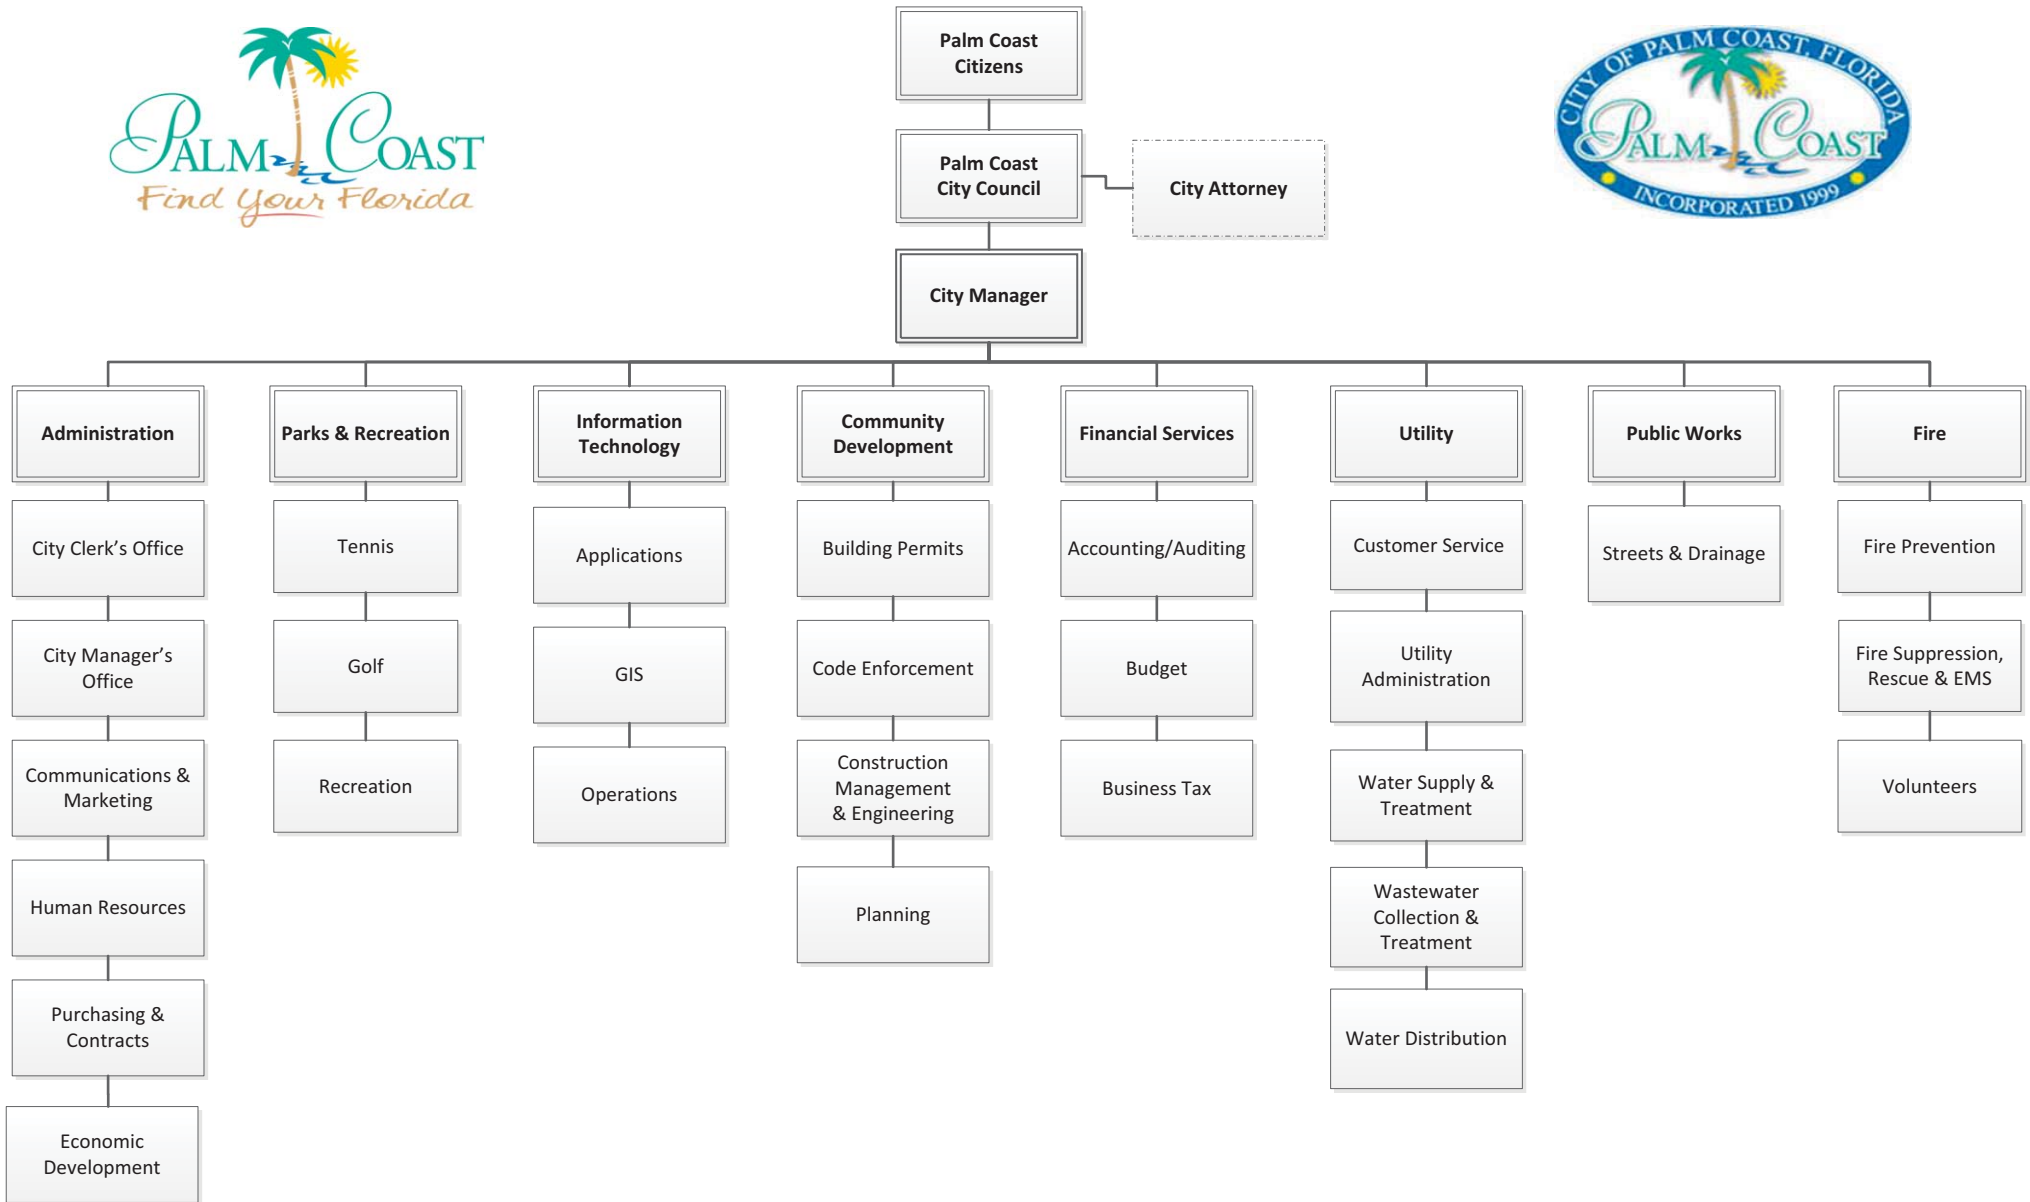 PALM COAST
Find Your Florida
Palm Coast
Citizens
CITY OF PALM COAST, FLORIDA
PALM COAST
INCORPORATED 1999
Palm Coast
City Council
City Attorney
City Manager
Administration
Parks & Recreation
Information
Technology
Community
Development
Financial Services
Utility
Public Works
Fire
City Clerk’s Office
City Manager’s
Office
Communications &
Marketing
Human Resources
Purchasing &
Contracts
Economic
Development
Tennis
Golf
Recreation
Applications
GIS
Operations
Building Permits
Code Enforcement
Construction
Management
& Engineering
Planning
Accounting/Auditing
Budget
Business Tax
Customer Service
Utility
Administration
Water Supply &
Treatment
Wastewater
Collection &
Treatment
Water Distribution
Streets & Drainage
Fire Prevention
Fire Suppression,
Rescue & EMS
Volunteers